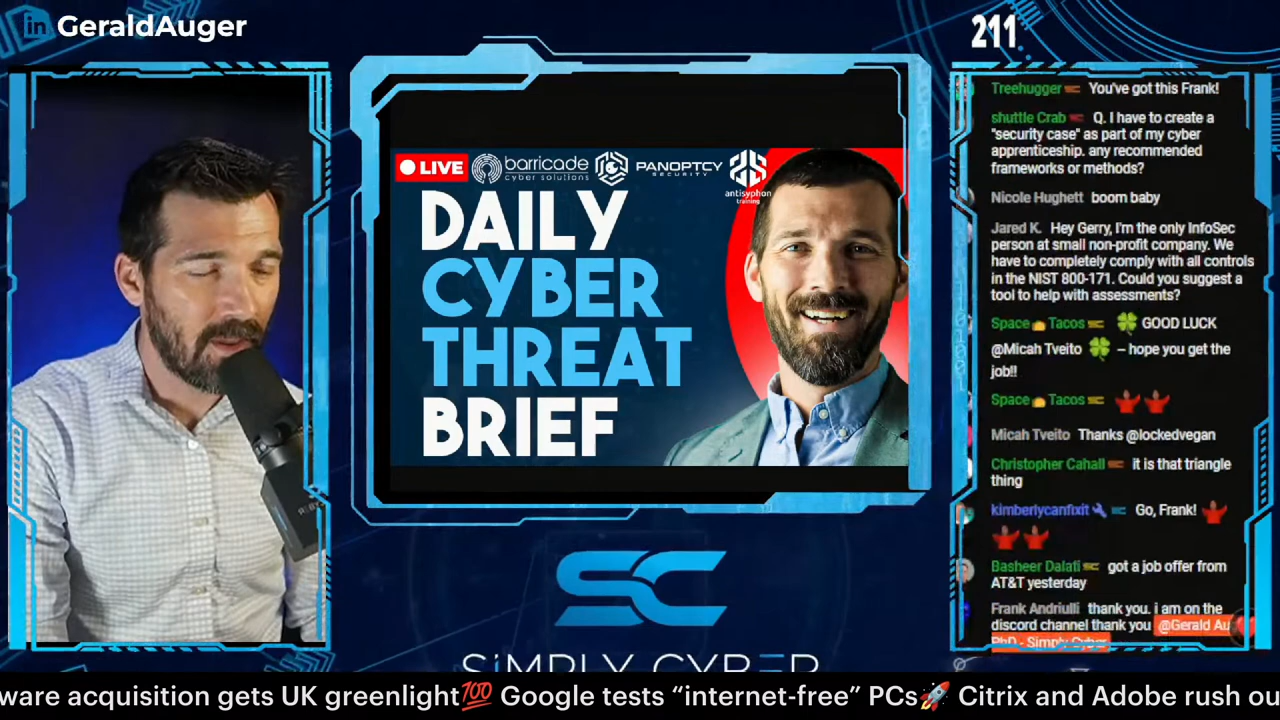 in GeraldAuger
211
LIVE
barricade
cyber solutions
PANOPTCY
SECURITY
antisyphon
training
DAILY
CYBER
THREAT
BRIEF
SC
SIMPLY CYBER
Treehugger You've got this Frank!
shuttle Crab Q. I have to create a
"security case" as part of my cyber
apprenticeship. any recommended
frameworks or methods?
Nicole Hughett boom baby
Jared K. Hey Gerry, I'm the only InfoSec
person at small non-profit company. We
have to completely comply with all controls
in the NIST 800-171. Could you suggest a
tool to help with assessments?
Space Tacos 🍀 GOOD LUCK
@Micah Tveito 🍀 – hope you get the
job!!
Space Tacos
Micah Tveito Thanks @lockedvegan
Christopher Cahall it is that triangle
thing
kimberlycanfixit Go, Frank!
Basheer Dalati got a job offer from
AT&T yesterday
Frank Andriulli thank you. i am on the
discord channel thank you @Gerald Au
PhD - Simply Cyber
ware acquisition gets UK greenlight💯 Google tests “internet-free” PCs🚀 Citrix and Adobe rush ou